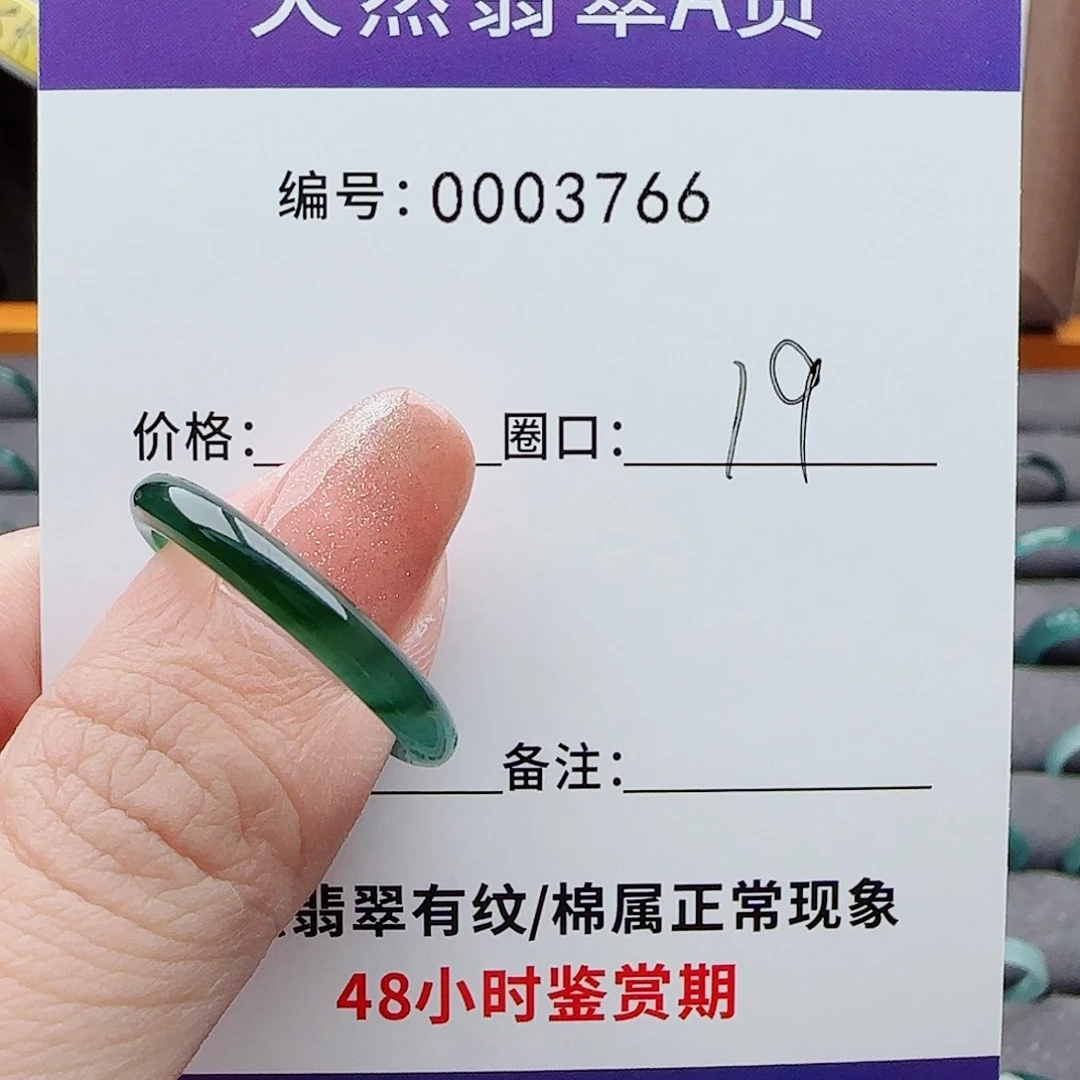 天然翡翠A货
编号：0003766
价格： 圈口：19
备注：
翡翠有纹/棉属正常现象
48小时鉴赏期